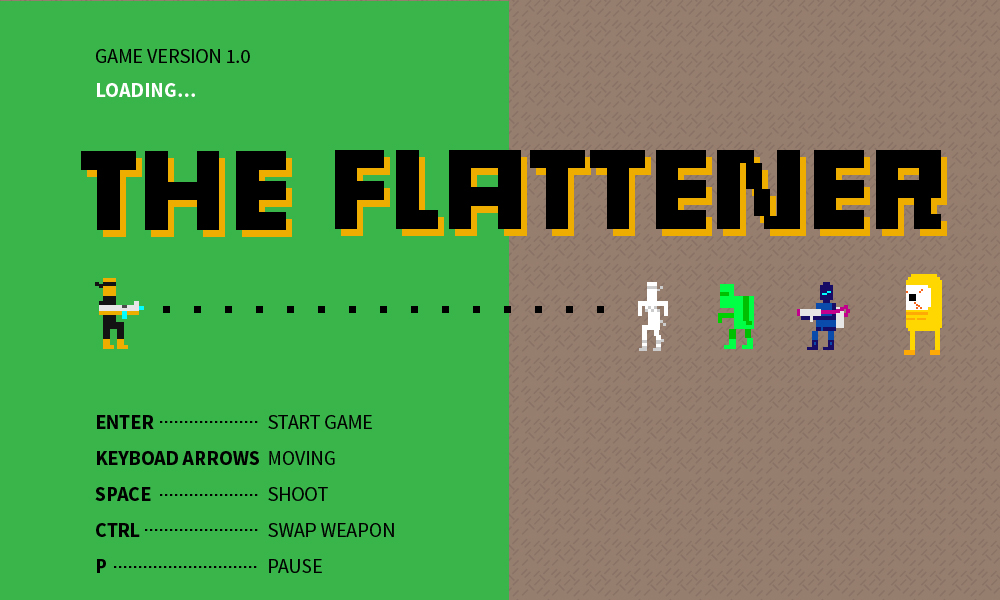 GAME VERSION 1.0
LOADING...
THE FLATTENER
ENTER START GAME
KEYBOAD ARROWS MOVING
SPACE SHOOT
CTRL SWAP WEAPON
P PAUSE